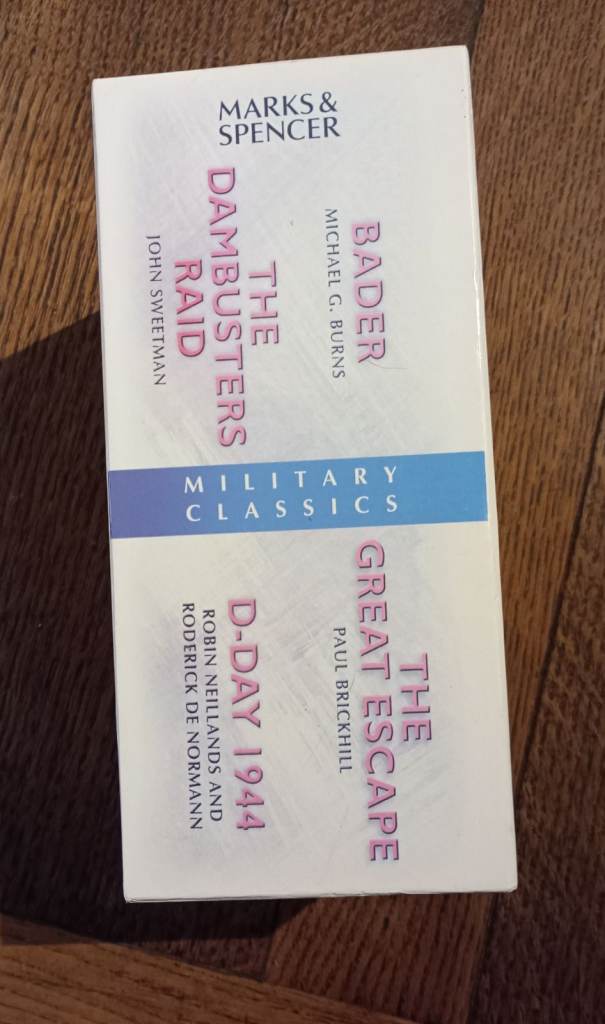 MARKS &
SPENCER
BADER
MICHAEL G. BURNS
THE
DAMBUSTERS
RAID
JOHN SWEETMAN
MILITARY
CLASSICS
THE
GREAT ESCAPE
PAUL BRICKHILL
D-DAY 1944
ROBIN NEILLANDS AND
RODERICK DE NORMANN